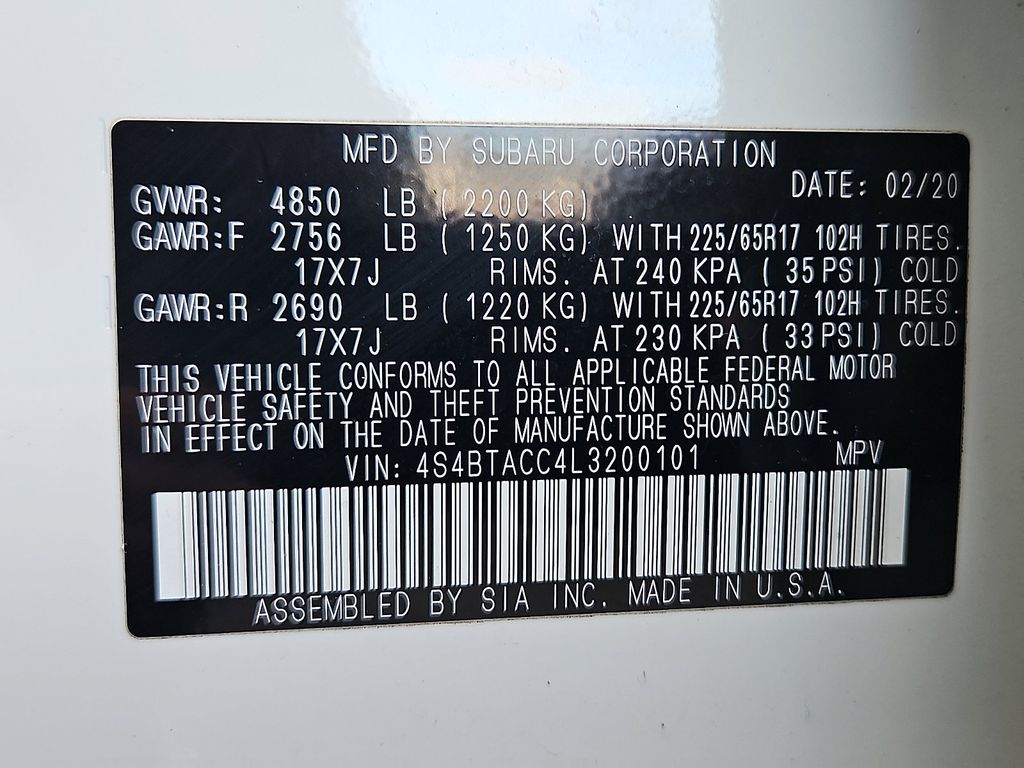 MFD BY SUBARU CORPORATION
DATE: 02/20
GVWR: 4850 LB ( 2200 KG)
GAWR:F 2756 LB ( 1250 KG) WITH 225/65R17 102H TIRES.
17X7J RIMS. AT 240 KPA ( 35 PSI) COLD
GAWR:R 2690 LB ( 1220 KG) WITH 225/65R17 102H TIRES.
17X7J RIMS. AT 230 KPA ( 33 PSI) COLD
THIS VEHICLE CONFORMS TO ALL APPLICABLE FEDERAL MOTOR
VEHICLE SAFETY AND THEFT PREVENTION STANDARDS
IN EFFECT ON THE DATE OF MANUFACTURE SHOWN ABOVE.
VIN: 4S4BTACC4L3200101 MPV
ASSEMBLED BY SIA INC. MADE IN U.S.A.